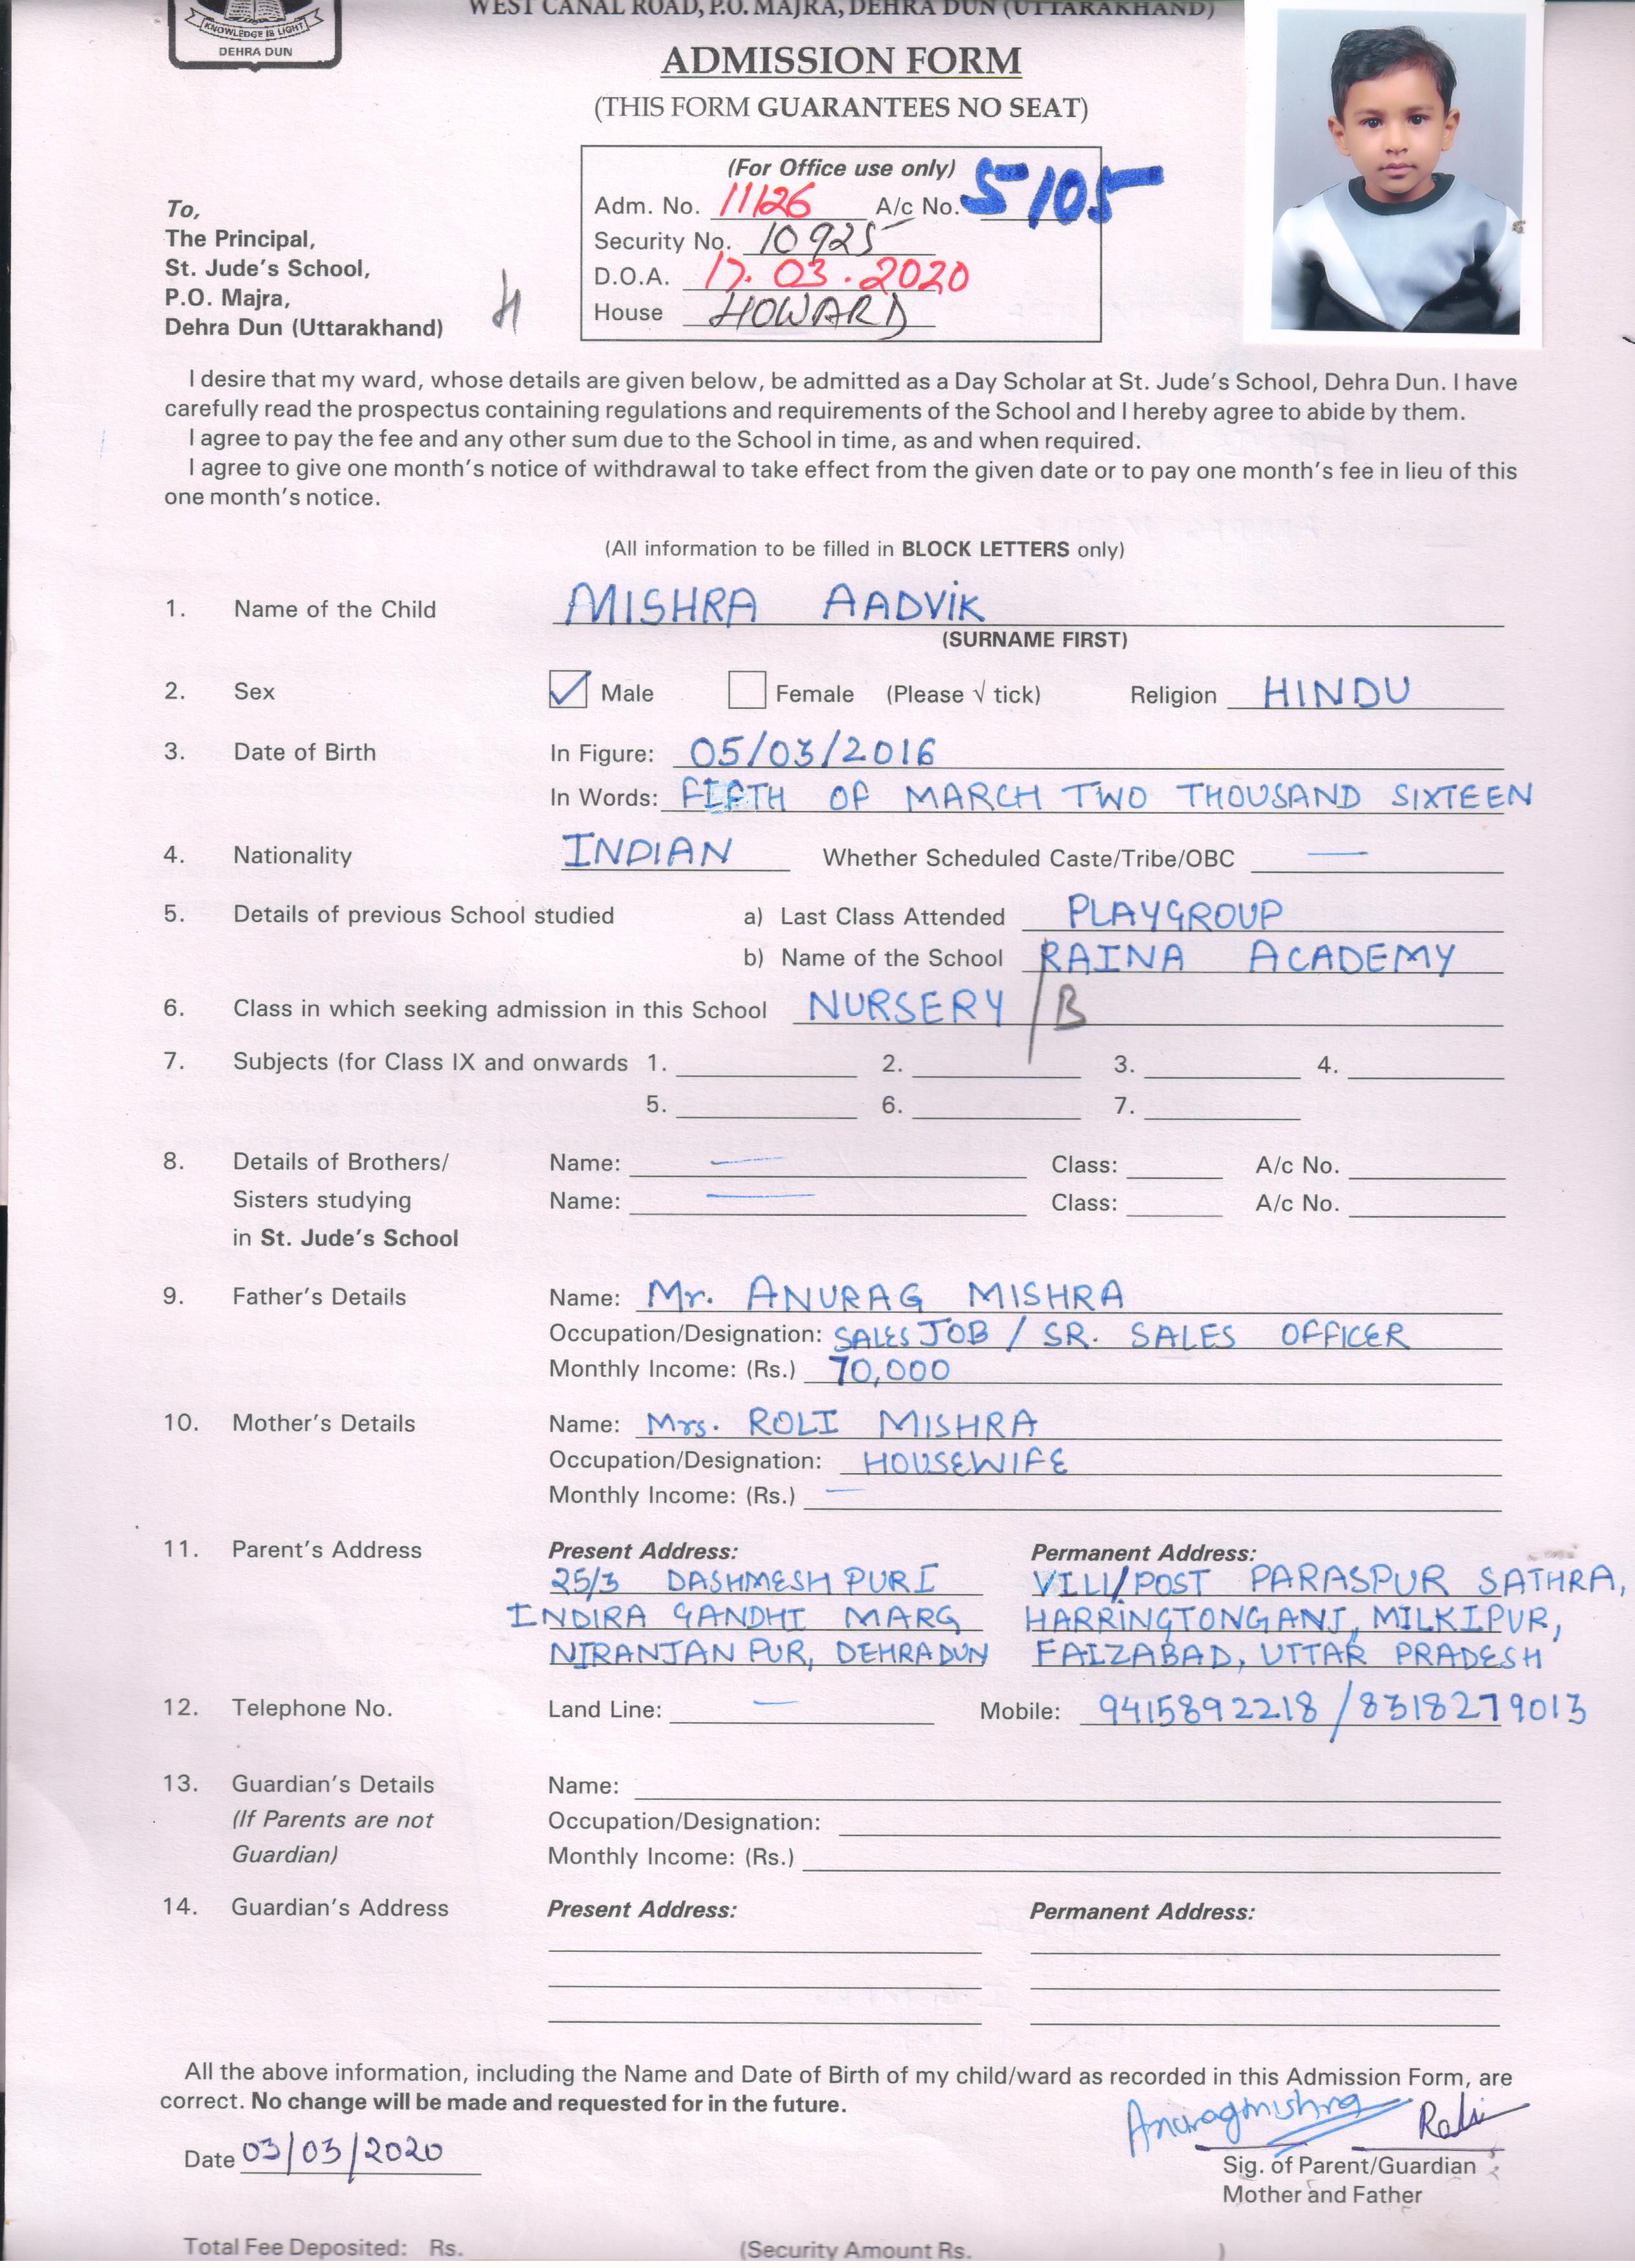 WEST CANAL ROAD, P.O. MAJRA, DEHRA DUN (UTTARAKHAND)
KNOWLEDGE IS LIGHT
DEHRA DUN
ADMISSION FORM
(THIS FORM GUARANTEES NO SEAT)
(For Office use only)
Adm. No. 11126 A/c No. 5105
Security No. 10925
D.O.A. 17.03.2020
House HOWARD
To,
The Principal,
St. Jude's School,
P.O. Majra,
Dehra Dun (Uttarakhand)
I desire that my ward, whose details are given below, be admitted as a Day Scholar at St. Jude's School, Dehra Dun. I have
carefully read the prospectus containing regulations and requirements of the School and I hereby agree to abide by them.
I agree to pay the fee and any other sum due to the School in time, as and when required.
I agree to give one month's notice of withdrawal to take effect from the given date or to pay one month's fee in lieu of this
one month's notice.
(All information to be filled in BLOCK LETTERS only)
1. Name of the Child MISHRA AADVIK
(SURNAME FIRST)
2. Sex ✓ Male Female (Please √ tick) Religion HINDU
3. Date of Birth In Figure: 05/03/2016
In Words: FIFTH OF MARCH TWO THOUSAND SIXTEEN
4. Nationality INDIAN Whether Scheduled Caste/Tribe/OBC —
5. Details of previous School studied a) Last Class Attended PLAYGROUP
b) Name of the School RAINA ACADEMY
6. Class in which seeking admission in this School NURSERY / B
7. Subjects (for Class IX and onwards 1. 2. 3. 4.
5. 6. 7.
8. Details of Brothers/ Name: — Class: A/c No.
Sisters studying Name: — Class: A/c No.
in St. Jude's School
9. Father's Details Name: Mr. ANURAG MISHRA
Occupation/Designation: SALES JOB / SR. SALES OFFICER
Monthly Income: (Rs.) 70,000
10. Mother's Details Name: Mrs. ROLI MISHRA
Occupation/Designation: HOUSEWIFE
Monthly Income: (Rs.) —
11. Parent's Address Present Address: Permanent Address:
25/3 DASHMESH PURI VILL/POST PARASPUR SATHRA,
INDIRA GANDHI MARG HARRINGTONGANJ, MILKIPUR,
NIRANJAN PUR, DEHRADUN FAIZABAD, UTTAR PRADESH
12. Telephone No. Land Line: — Mobile: 9415892218 / 8318279013
13. Guardian's Details Name:
(If Parents are not Occupation/Designation:
Guardian) Monthly Income: (Rs.)
14. Guardian's Address Present Address: Permanent Address:
All the above information, including the Name and Date of Birth of my child/ward as recorded in this Admission Form, are
correct. No change will be made and requested for in the future.
Anuragmishra
Date 03/03/2020
Sig. of Parent/Guardian
Mother and Father
Total Fee Deposited: Rs. (Security Amount Rs. )